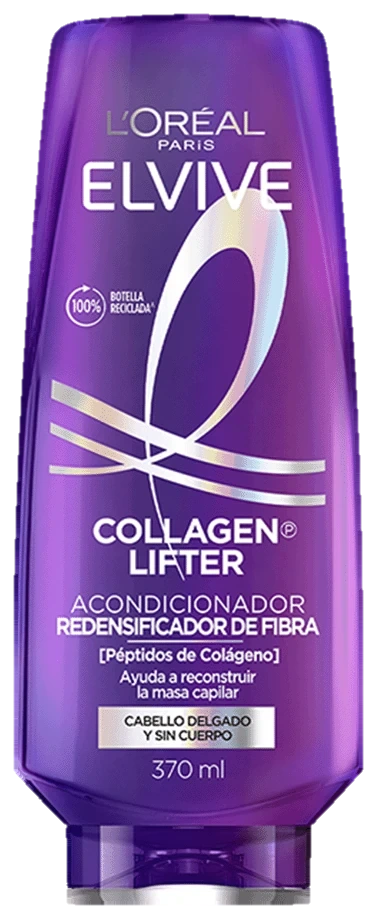 L'ORÉAL
PARIS
ELVIVE
100%
BOTELLA
RECICLADA^
COLLAGEN℗
LIFTER
ACONDICIONADOR
REDENSIFICADOR DE FIBRA
[Péptidos de Colágeno]
Ayuda a reconstruir
la masa capilar
CABELLO DELGADO
Y SIN CUERPO
370 ml